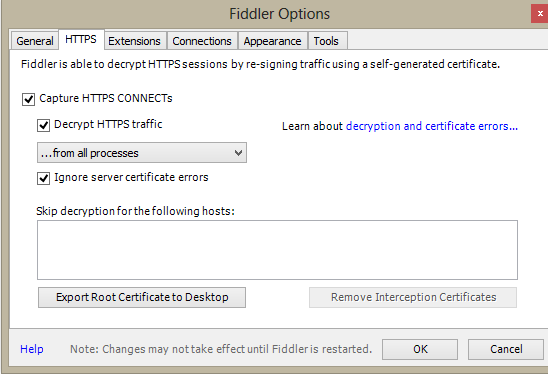 Fiddler Options
x
General HTTPS Extensions Connections Appearance Tools
Fiddler is able to decrypt HTTPS sessions by re-signing traffic using a self-generated certificate.
Capture HTTPS CONNECTs
Decrypt HTTPS traffic
Learn about decryption and certificate errors...
...from all processes
Ignore server certificate errors
Skip decryption for the following hosts:
Export Root Certificate to Desktop
Remove Interception Certificates
Help
Note: Changes may not take effect until Fiddler is restarted.
OK
Cancel